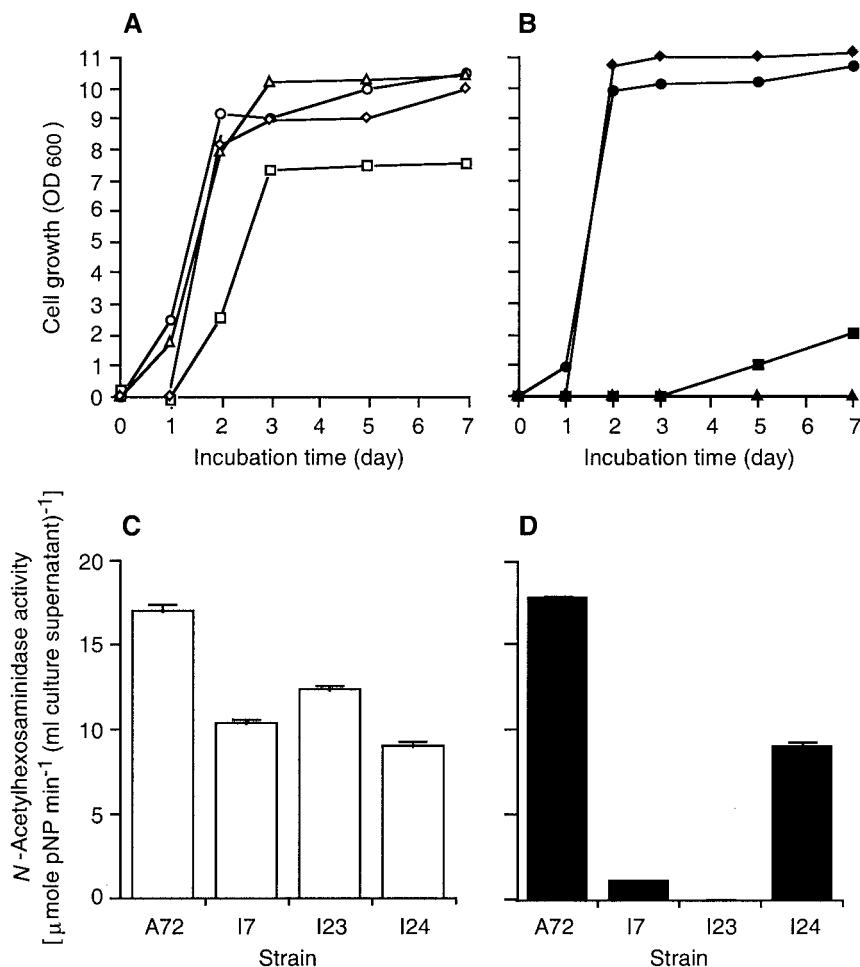 A
11
10
9
8
7
6
5
4
3
2
1
0
Cell growth (OD 600)
0 1 2 3 4 5 6 7
Incubation time (day)
B
0 1 2 3 4 5 6 7
Incubation time (day)
C
20
15
10
5
0
N-Acetylhexosaminidase activity
[µmole pNP min⁻¹ (ml culture supernatant)⁻¹]
A72 I7 I23 I24
Strain
D
A72 I7 I23 I24
Strain